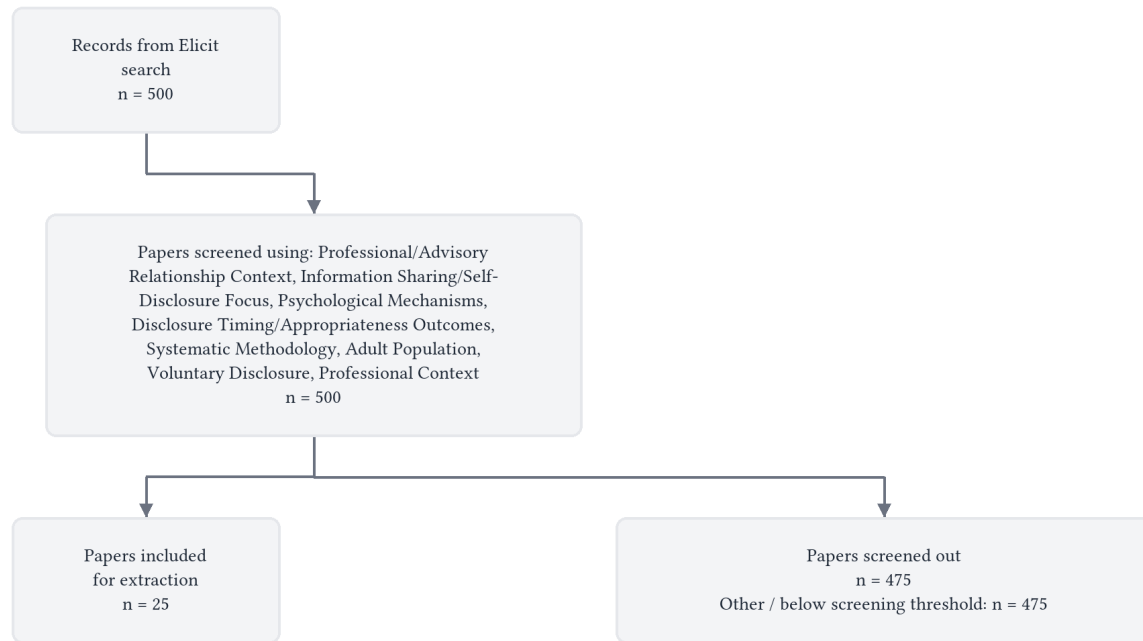 Records from Elicit
search
n = 500
Papers screened using: Professional/Advisory
Relationship Context, Information Sharing/Self-
Disclosure Focus, Psychological Mechanisms,
Disclosure Timing/Appropriateness Outcomes,
Systematic Methodology, Adult Population,
Voluntary Disclosure, Professional Context
n = 500
Papers included
for extraction
n = 25
Papers screened out
n = 475
Other / below screening threshold: n = 475